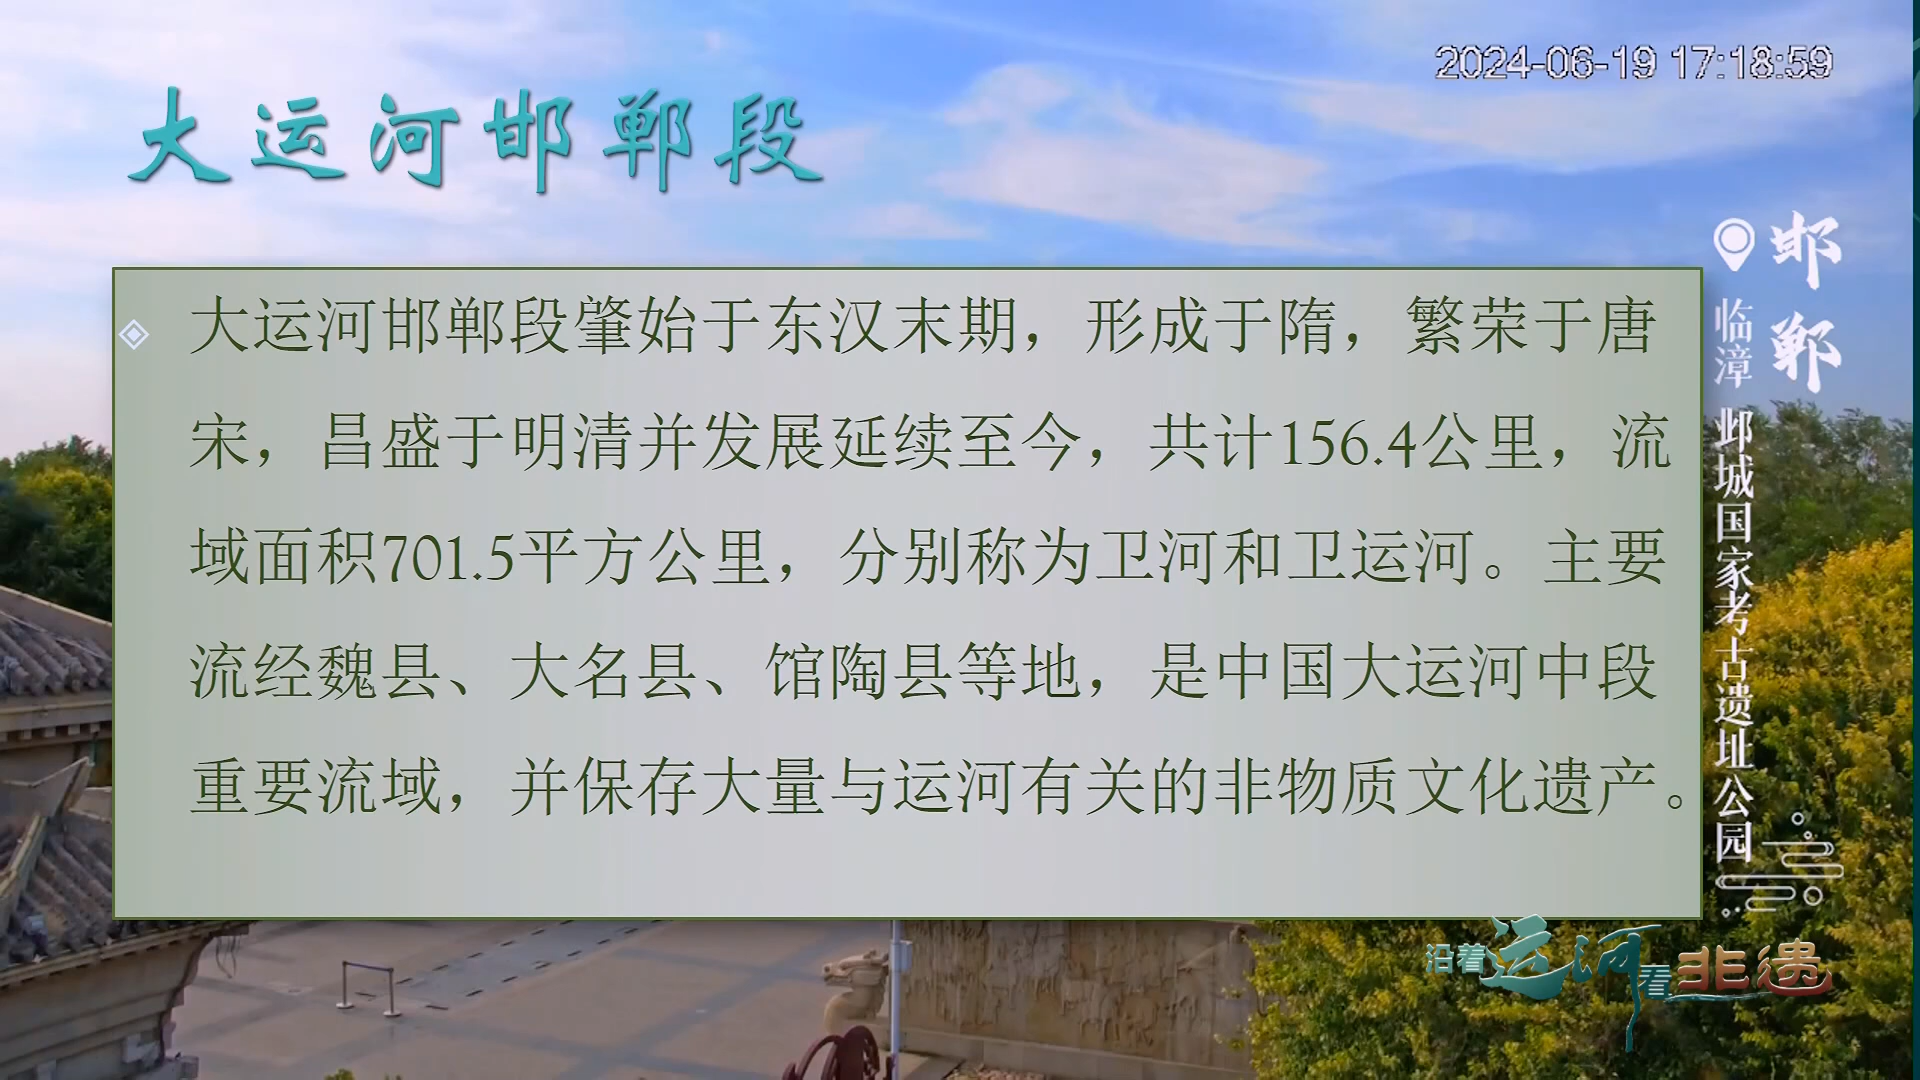 2024-06-19 17:18:59
大运河邯郸段
大运河邯郸段肇始于东汉末期，形成于隋，繁荣于唐
宋，昌盛于明清并发展延续至今，共计156.4公里，流
域面积701.5平方公里，分别称为卫河和卫运河。主要
流经魏县、大名县、馆陶县等地，是中国大运河中段
重要流域，并保存大量与运河有关的非物质文化遗产。
邯郸
临漳 邺城国家考古遗址公园
沿着运河看非遗